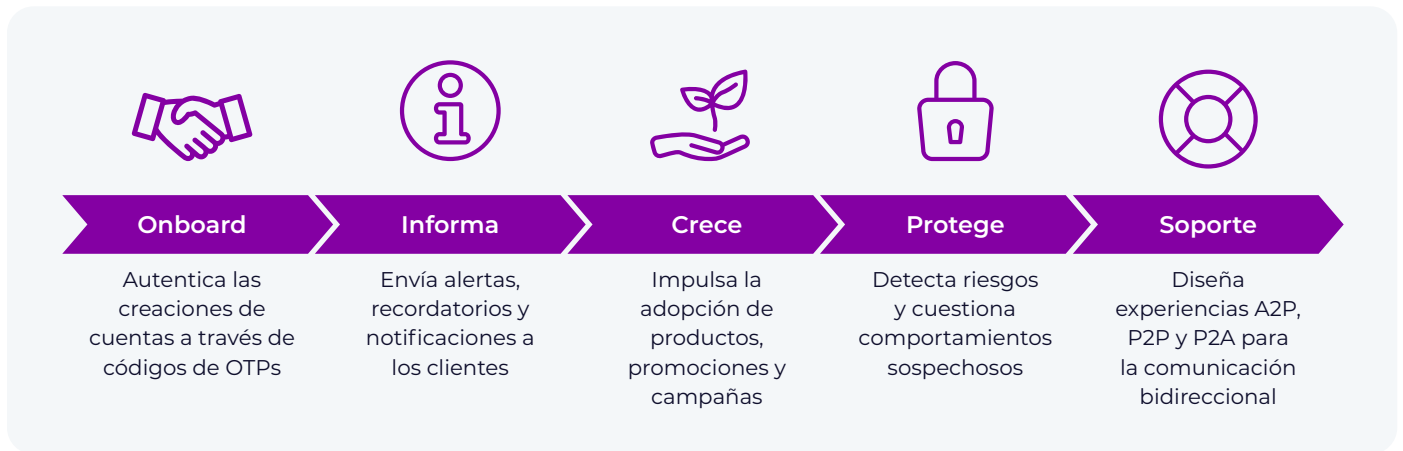 Onboard
Autentica las
creaciones de
cuentas a través de
códigos de OTPs
Informa
Envía alertas,
recordatorios y
notificaciones a
los clientes
Crece
Impulsa la
adopción de
productos,
promociones y
campañas
Protege
Detecta riesgos
y cuestiona
comportamientos
sospechosos
Soporte
Diseña
experiencias A2P,
P2P y P2A para
la comunicación
bidireccional